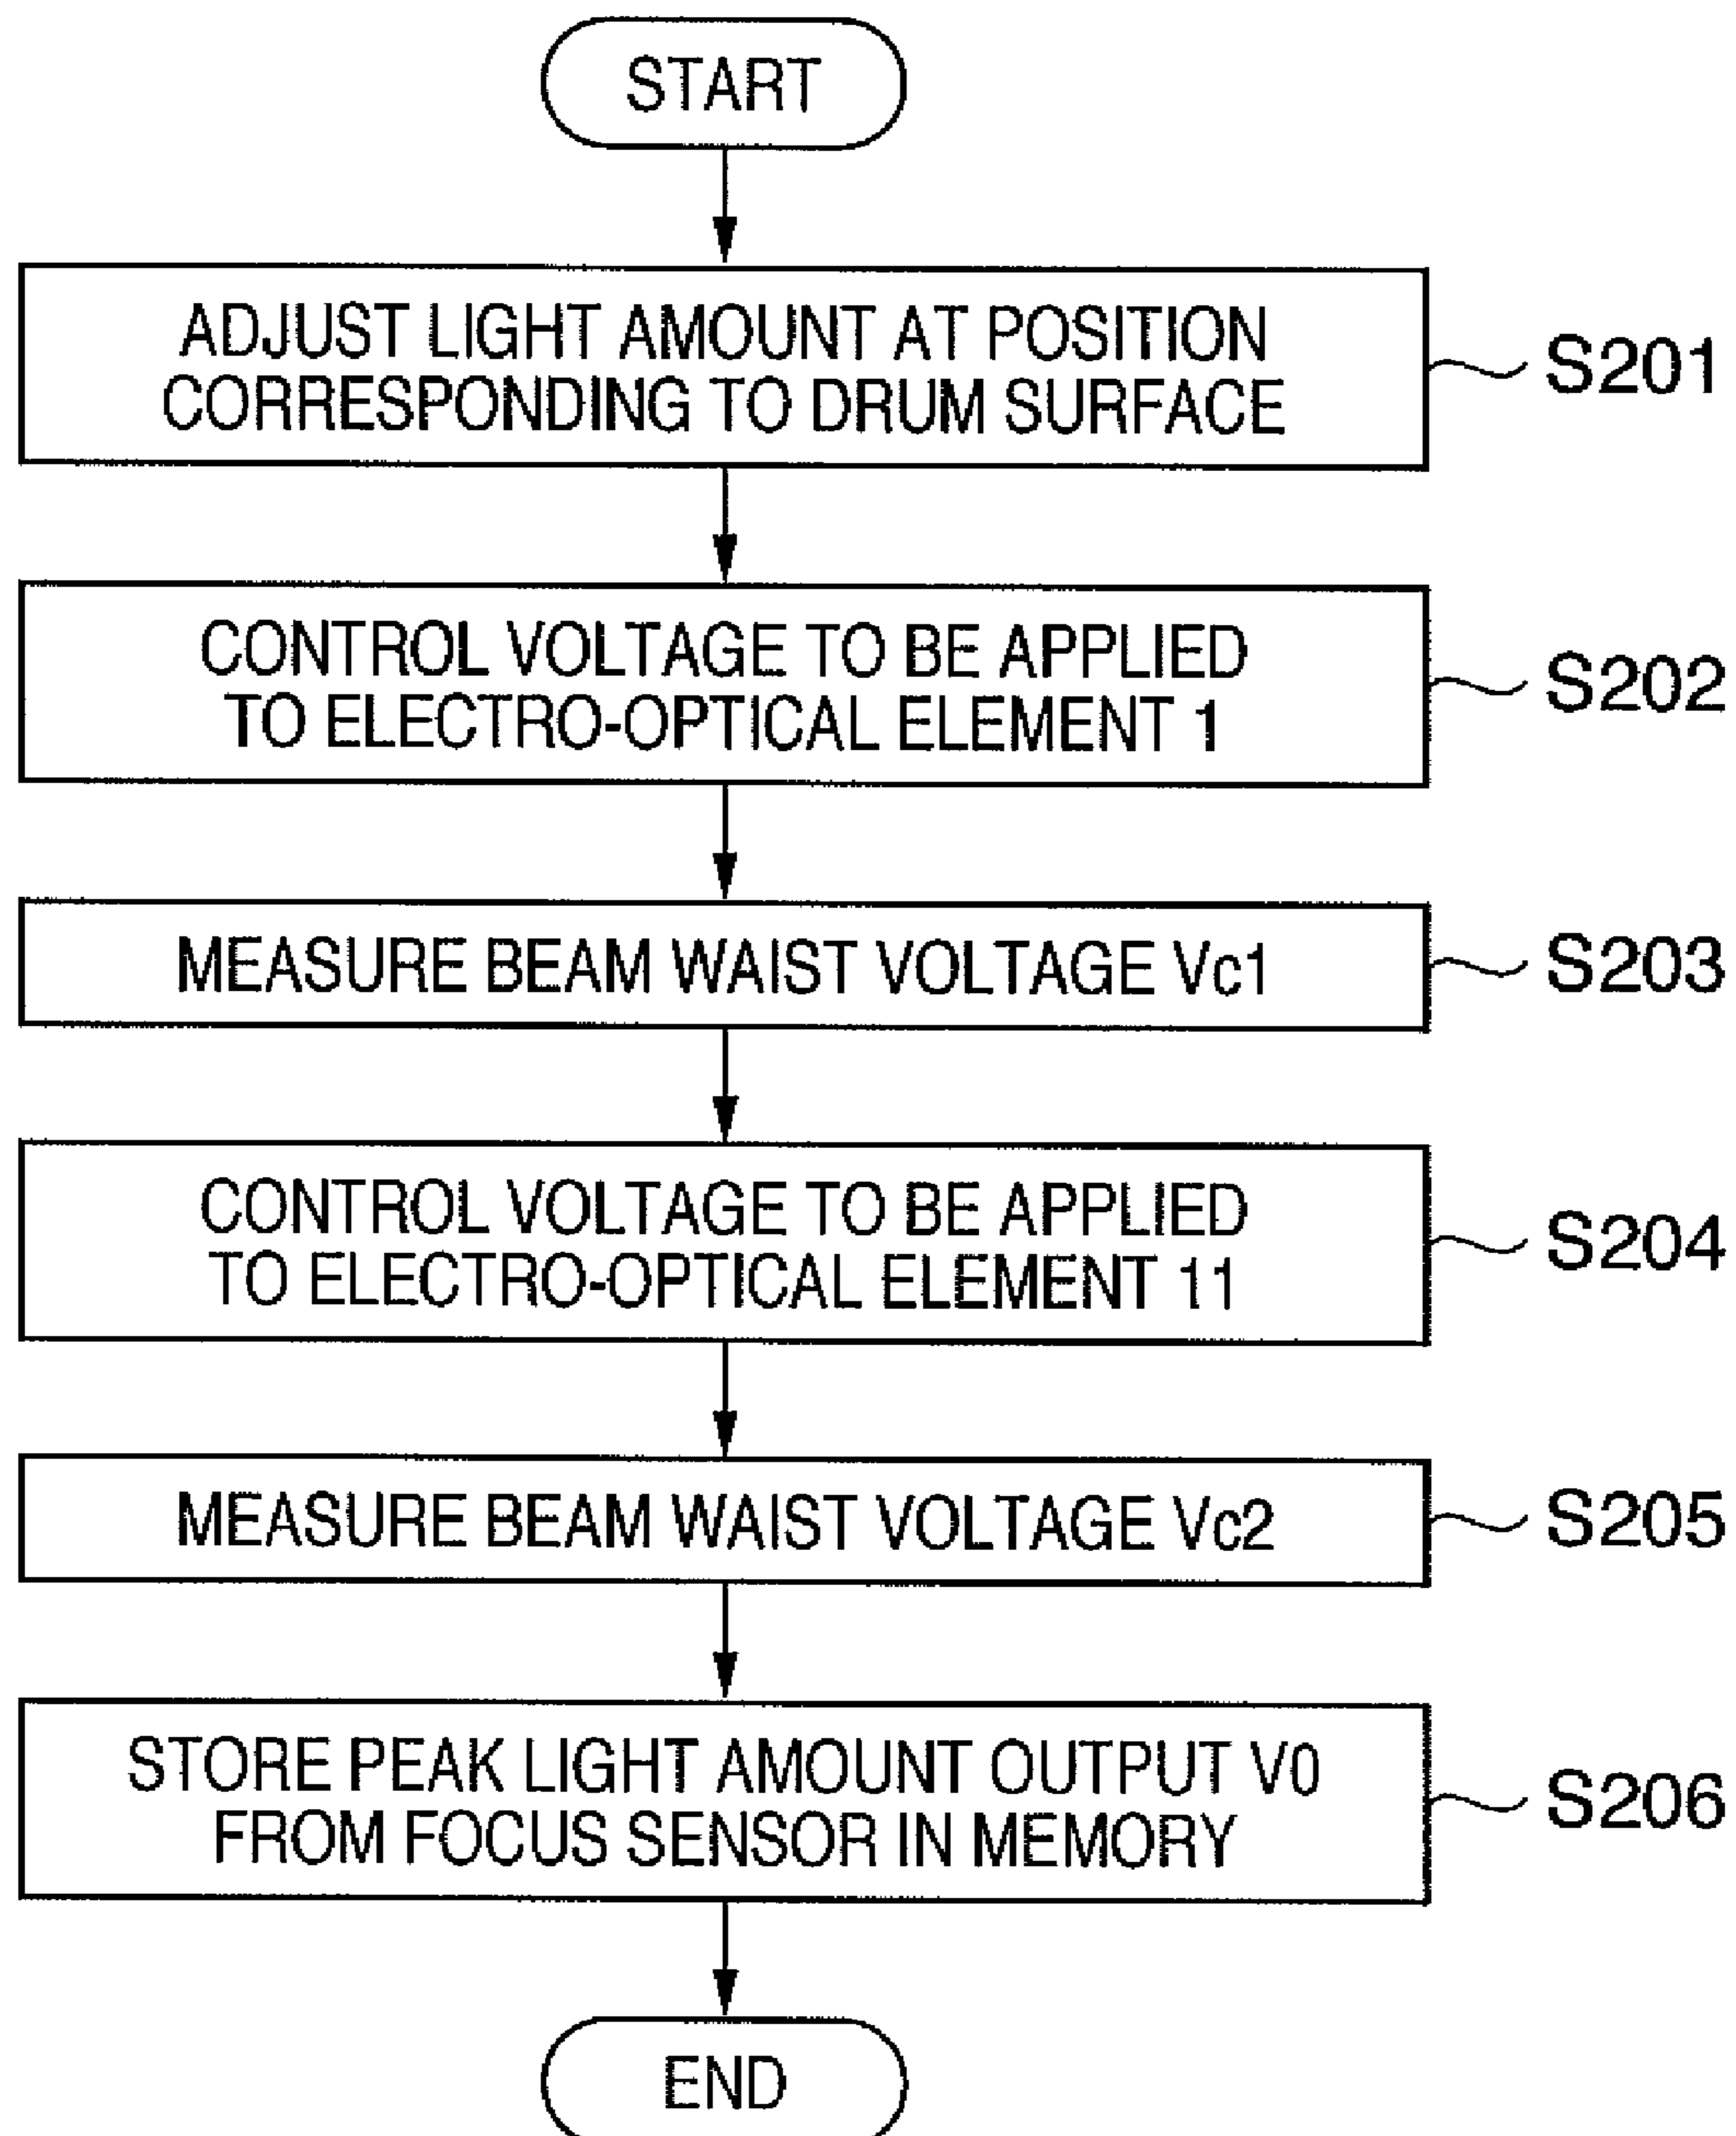 START
ADJUST LIGHT AMOUNT AT POSITION
CORRESPONDING TO DRUM SURFACE
S201
CONTROL VOLTAGE TO BE APPLIED
TO ELECTRO-OPTICAL ELEMENT 1
S202
MEASURE BEAM WAIST VOLTAGE Vc1
S203
CONTROL VOLTAGE TO BE APPLIED
TO ELECTRO-OPTICAL ELEMENT 11
S204
MEASURE BEAM WAIST VOLTAGE Vc2
S205
STORE PEAK LIGHT AMOUNT OUTPUT V0
FROM FOCUS SENSOR IN MEMORY
S206
END